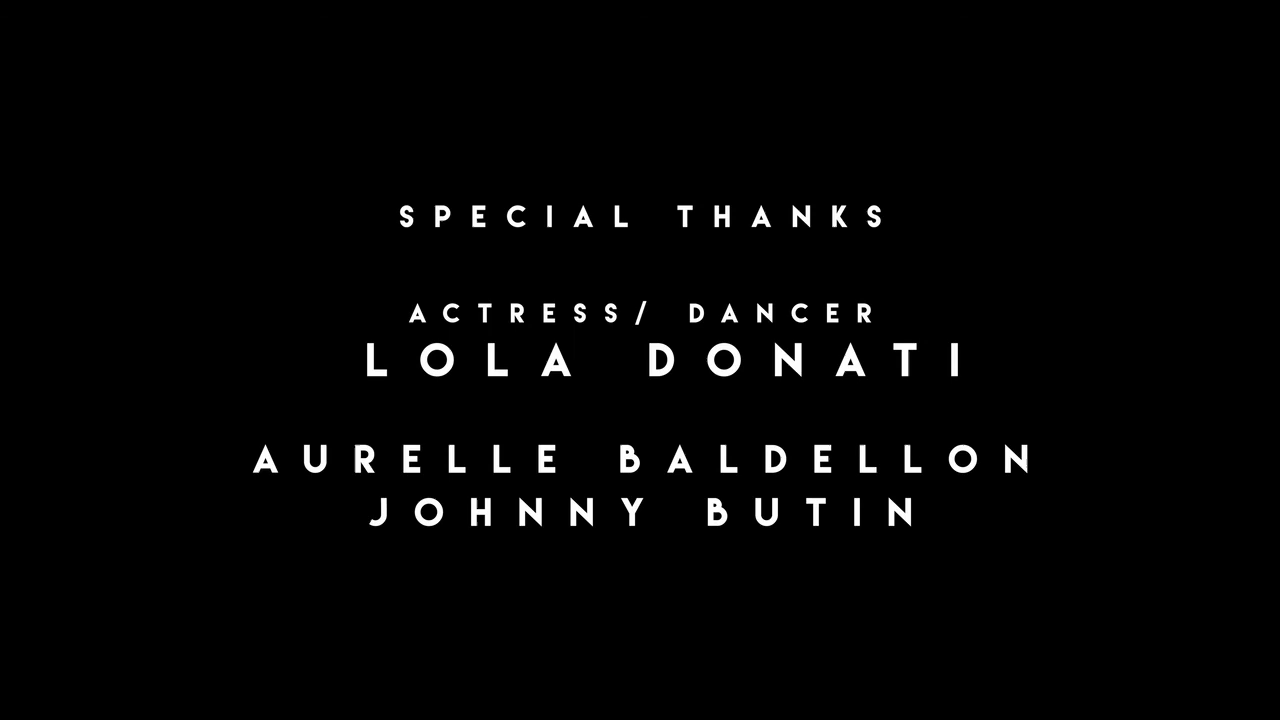 SPECIAL THANKS
ACTRESS/ DANCER
LOLA DONATI
AURELLE BALDELLON
JOHNNY BUTIN